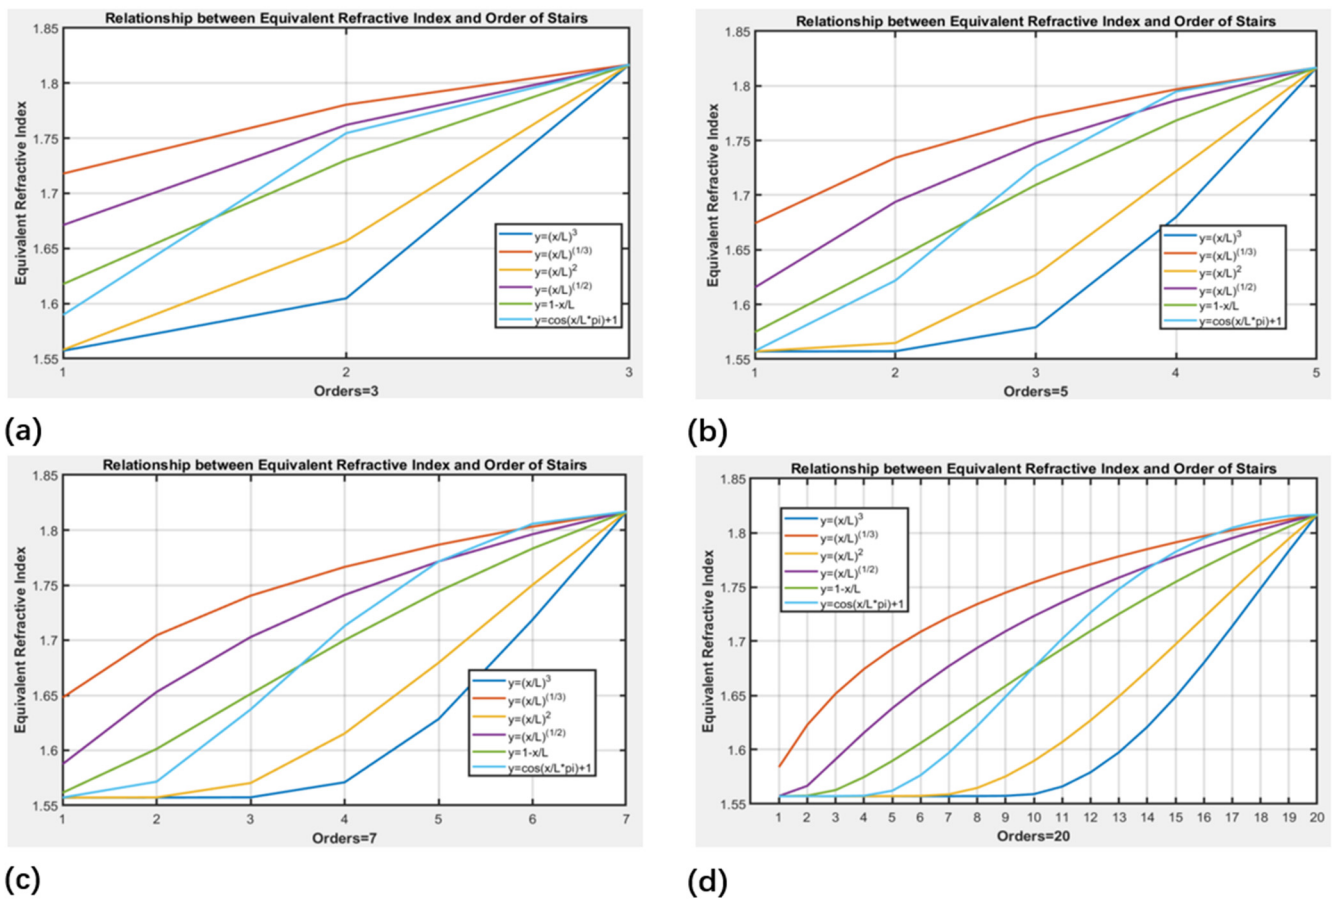 Relationship between Equivalent Refractive Index and Order of Stairs
Equivalent Refractive Index
1.85
1.8
1.75
1.7
1.65
1.6
1.55
y=(x/L)^3
y=(x/L)^(1/3)
y=(x/L)^2
y=(x/L)^(1/2)
y=1-x/L
y=cos(x/L*pi)+1
1 2 3
Orders=3
(a)
Relationship between Equivalent Refractive Index and Order of Stairs
Equivalent Refractive Index
1.85
1.8
1.75
1.7
1.65
1.6
1.55
y=(x/L)^3
y=(x/L)^(1/3)
y=(x/L)^2
y=(x/L)^(1/2)
y=1-x/L
y=cos(x/L*pi)+1
1 2 3 4 5
Orders=5
(b)
Relationship between Equivalent Refractive Index and Order of Stairs
Equivalent Refractive Index
1.85
1.8
1.75
1.7
1.65
1.6
1.55
y=(x/L)^3
y=(x/L)^(1/3)
y=(x/L)^2
y=(x/L)^(1/2)
y=1-x/L
y=cos(x/L*pi)+1
1 2 3 4 5 6 7
Orders=7
(c)
Relationship between Equivalent Refractive Index and Order of Stairs
Equivalent Refractive Index
1.85
1.8
1.75
1.7
1.65
1.6
1.55
y=(x/L)^3
y=(x/L)^(1/3)
y=(x/L)^2
y=(x/L)^(1/2)
y=1-x/L
y=cos(x/L*pi)+1
1 2 3 4 5 6 7 8 9 10 11 12 13 14 15 16 17 18 19 20
Orders=20
(d)